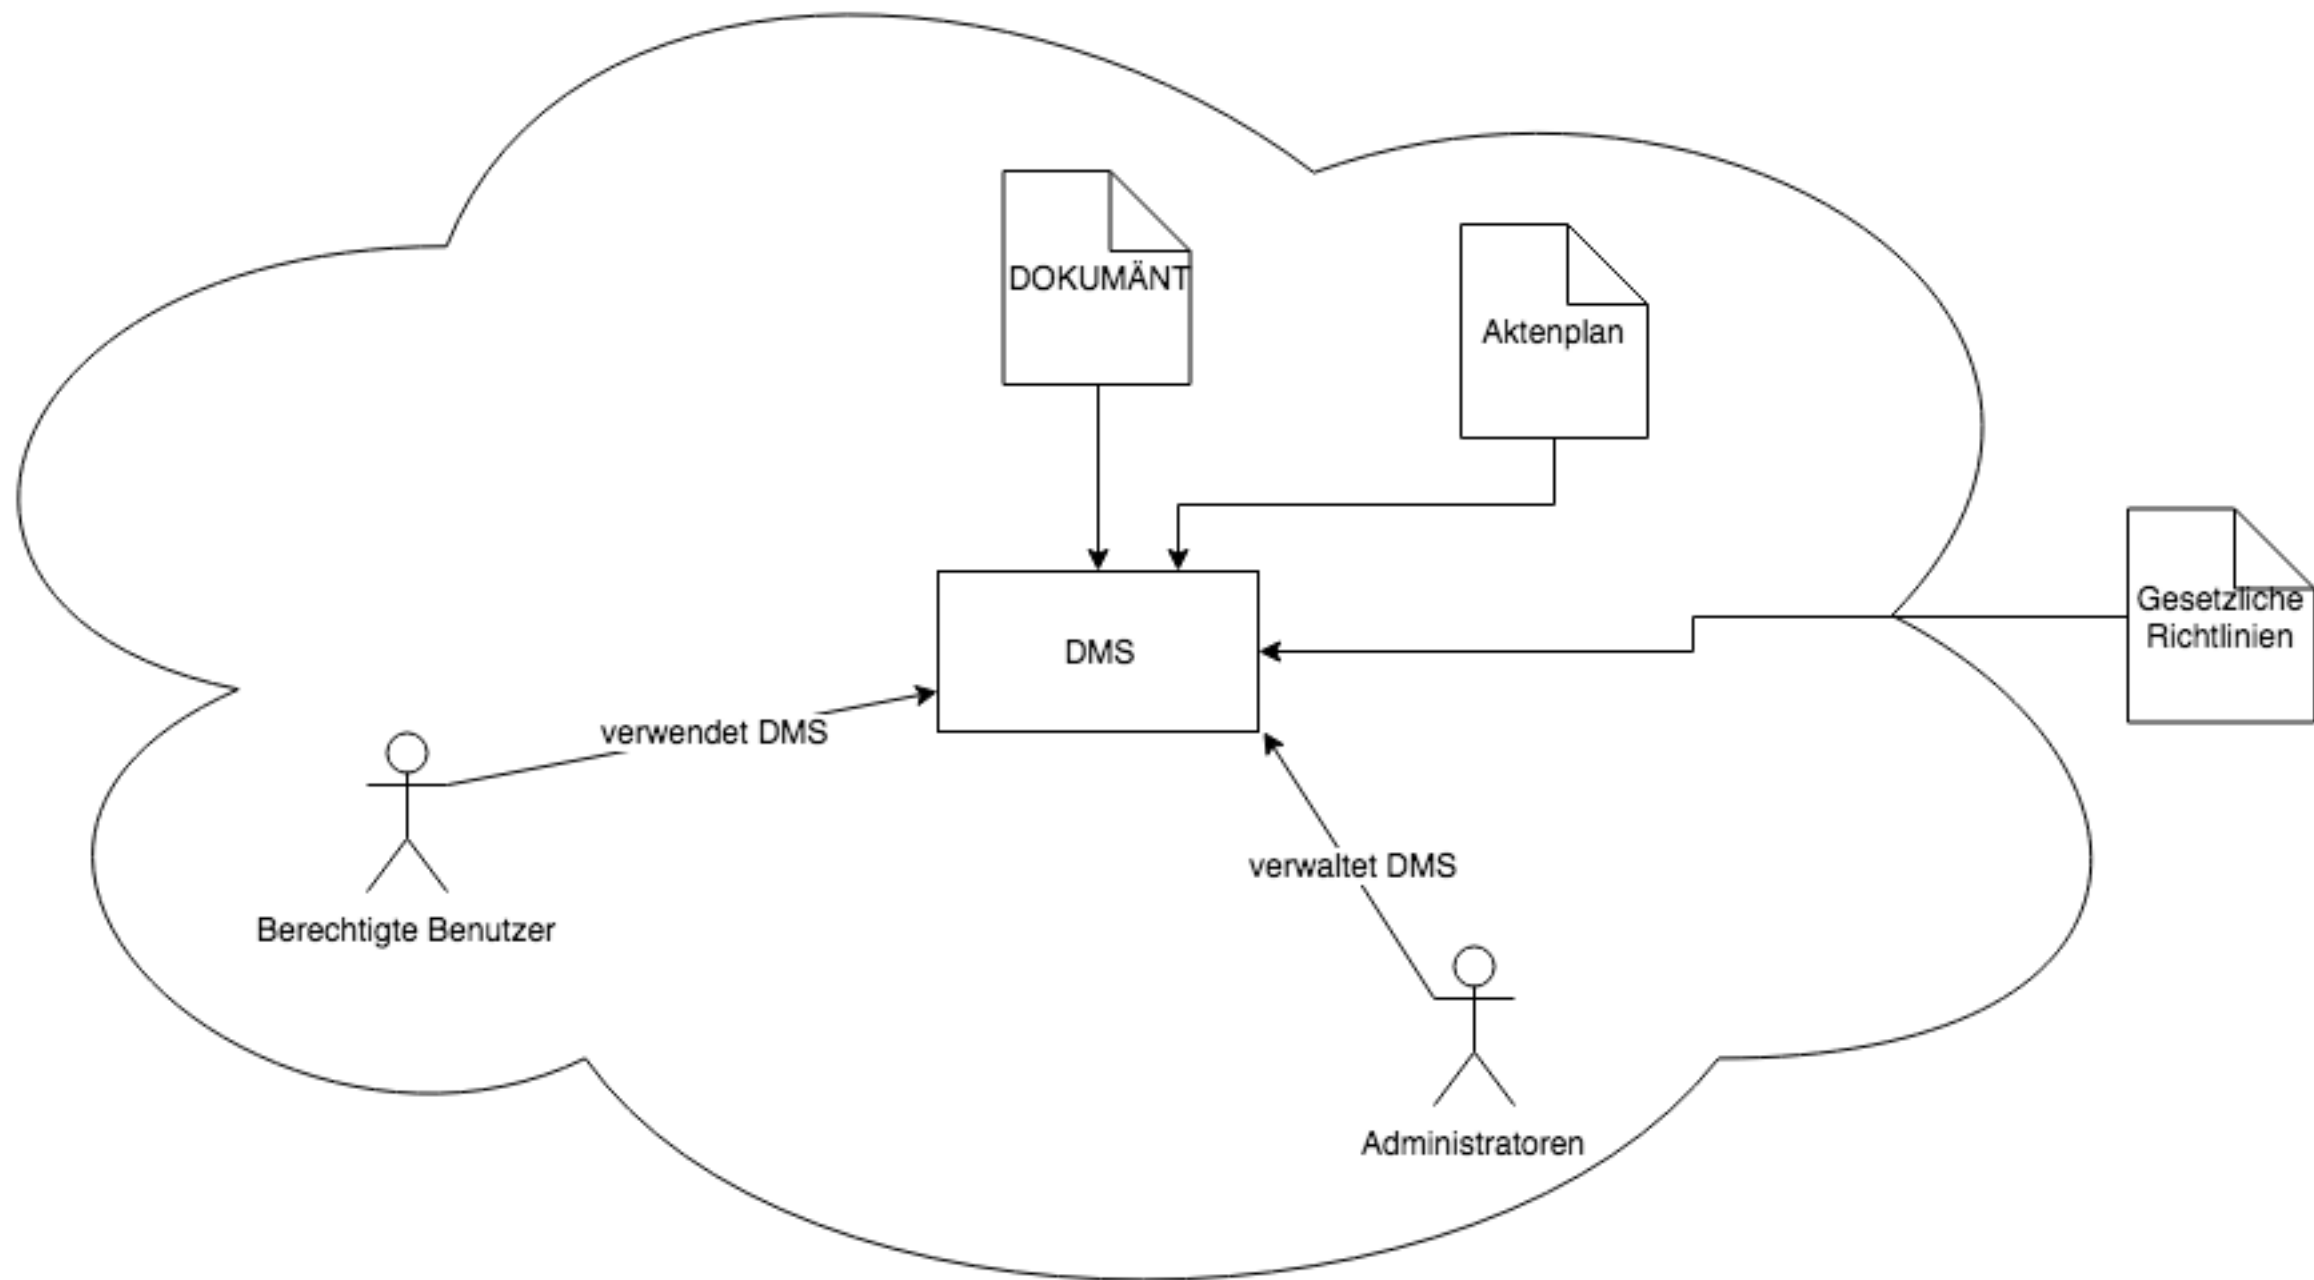 DOKUMÄNT
Aktenplan
Gesetzliche
Richtlinien
DMS
verwendet DMS
verwaltet DMS
Berechtigte Benutzer
Administratoren